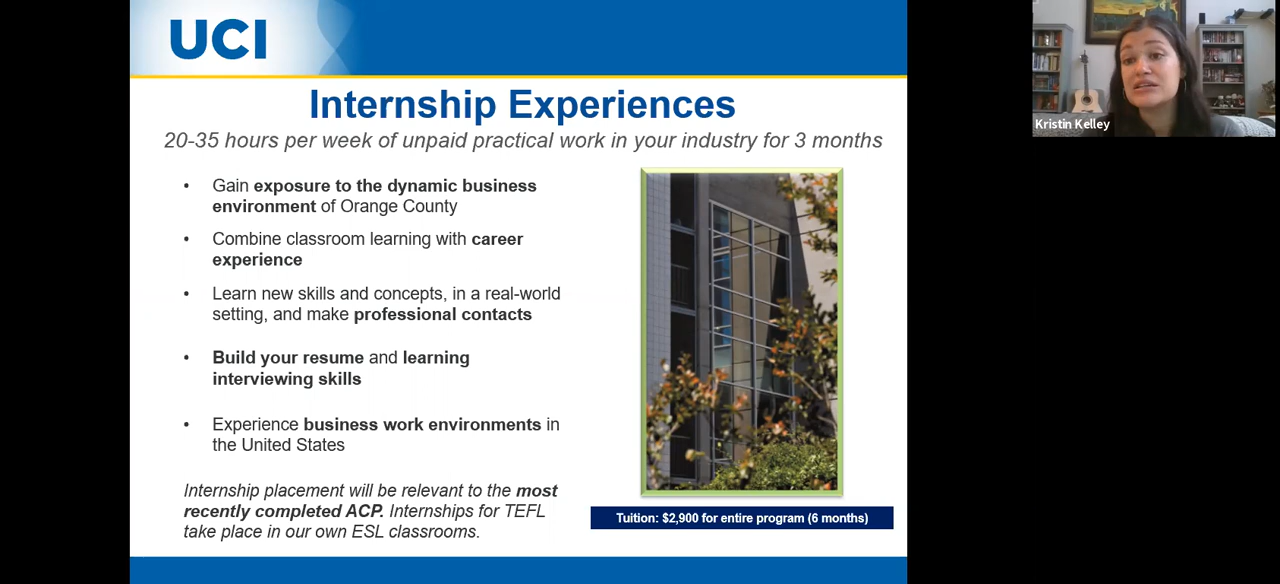 UCI
Internship Experiences
20-35 hours per week of unpaid practical work in your industry for 3 months
• Gain exposure to the dynamic business
environment of Orange County
• Combine classroom learning with career
experience
• Learn new skills and concepts, in a real-world
setting, and make professional contacts
• Build your resume and learning
interviewing skills
• Experience business work environments in
the United States
Internship placement will be relevant to the most
recently completed ACP. Internships for TEFL
take place in our own ESL classrooms.
Tuition: $2,900 for entire program (6 months)
Kristin Kelley